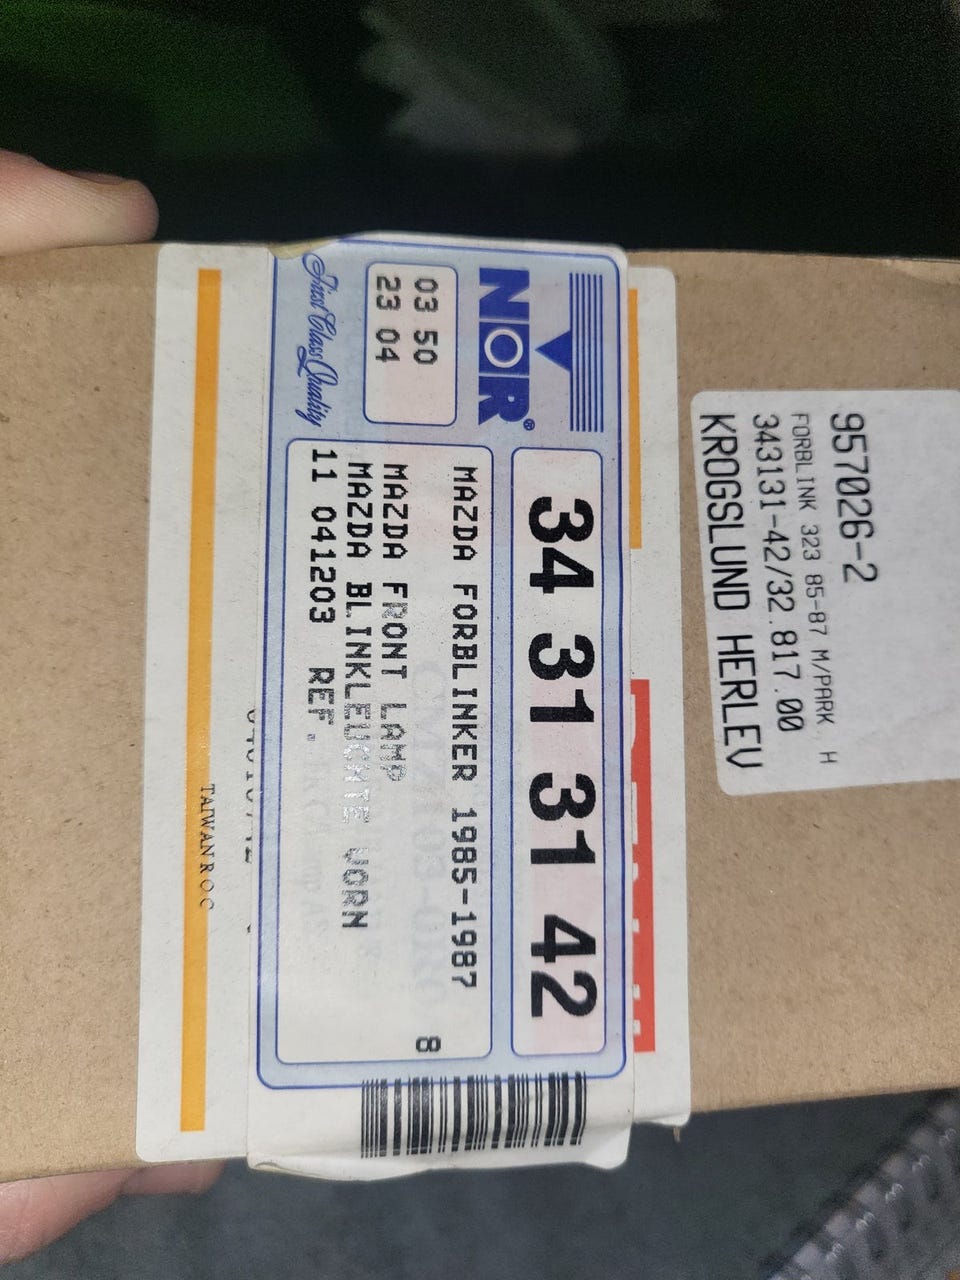 NOR®
34 31 31 42
03 50
23 04
First Class Quality
MAZDA FORBLINKER 1985-1987
8
MAZDA FRONT LAMP
MAZDA BLINKLEUCHTE VORN
11 041203 REF.
TAIWAN R O C
957026-2
FORBLINK 323 85-87 M/PARK. H
343131-42/32.817.00
KROGSLUND HERLEV